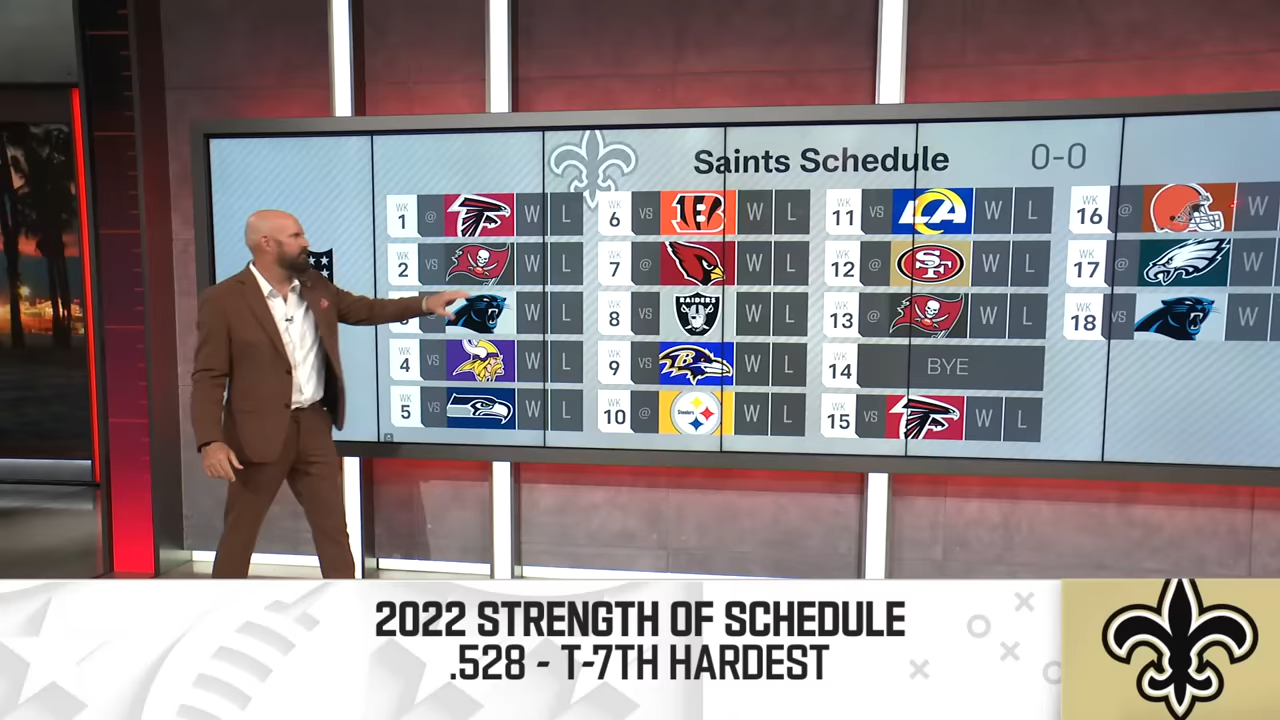 Saints Schedule 0-0
WK 1 @ W L
WK 2 VS W L
3 @
WK 4 VS W L
WK 5 VS W L
WK 6 VS W L
WK 7 @ W L
WK 8 VS RAIDERS W L
WK 9 VS B W L
WK 10 @ Steelers W L
WK 11 VS W L
WK 12 @ SF W L
WK 13 @ W L
WK 14 BYE
WK 15 VS W L
WK 16 @ W
WK 17 @ W
WK 18 VS W
2022 STRENGTH OF SCHEDULE
.528 - T-7TH HARDEST